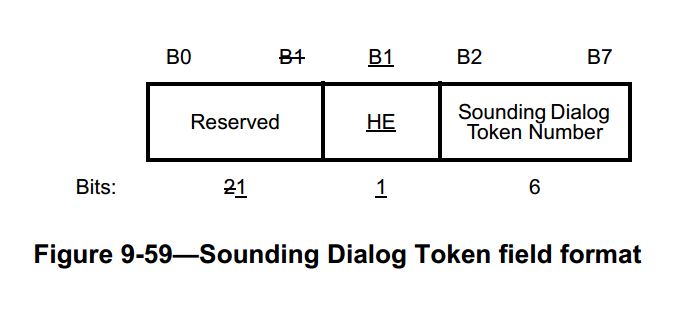 B0 B1 B1 B2 B7
Reserved HE Sounding Dialog
Token Number
Bits: 21 1 6
Figure 9-59—Sounding Dialog Token field format